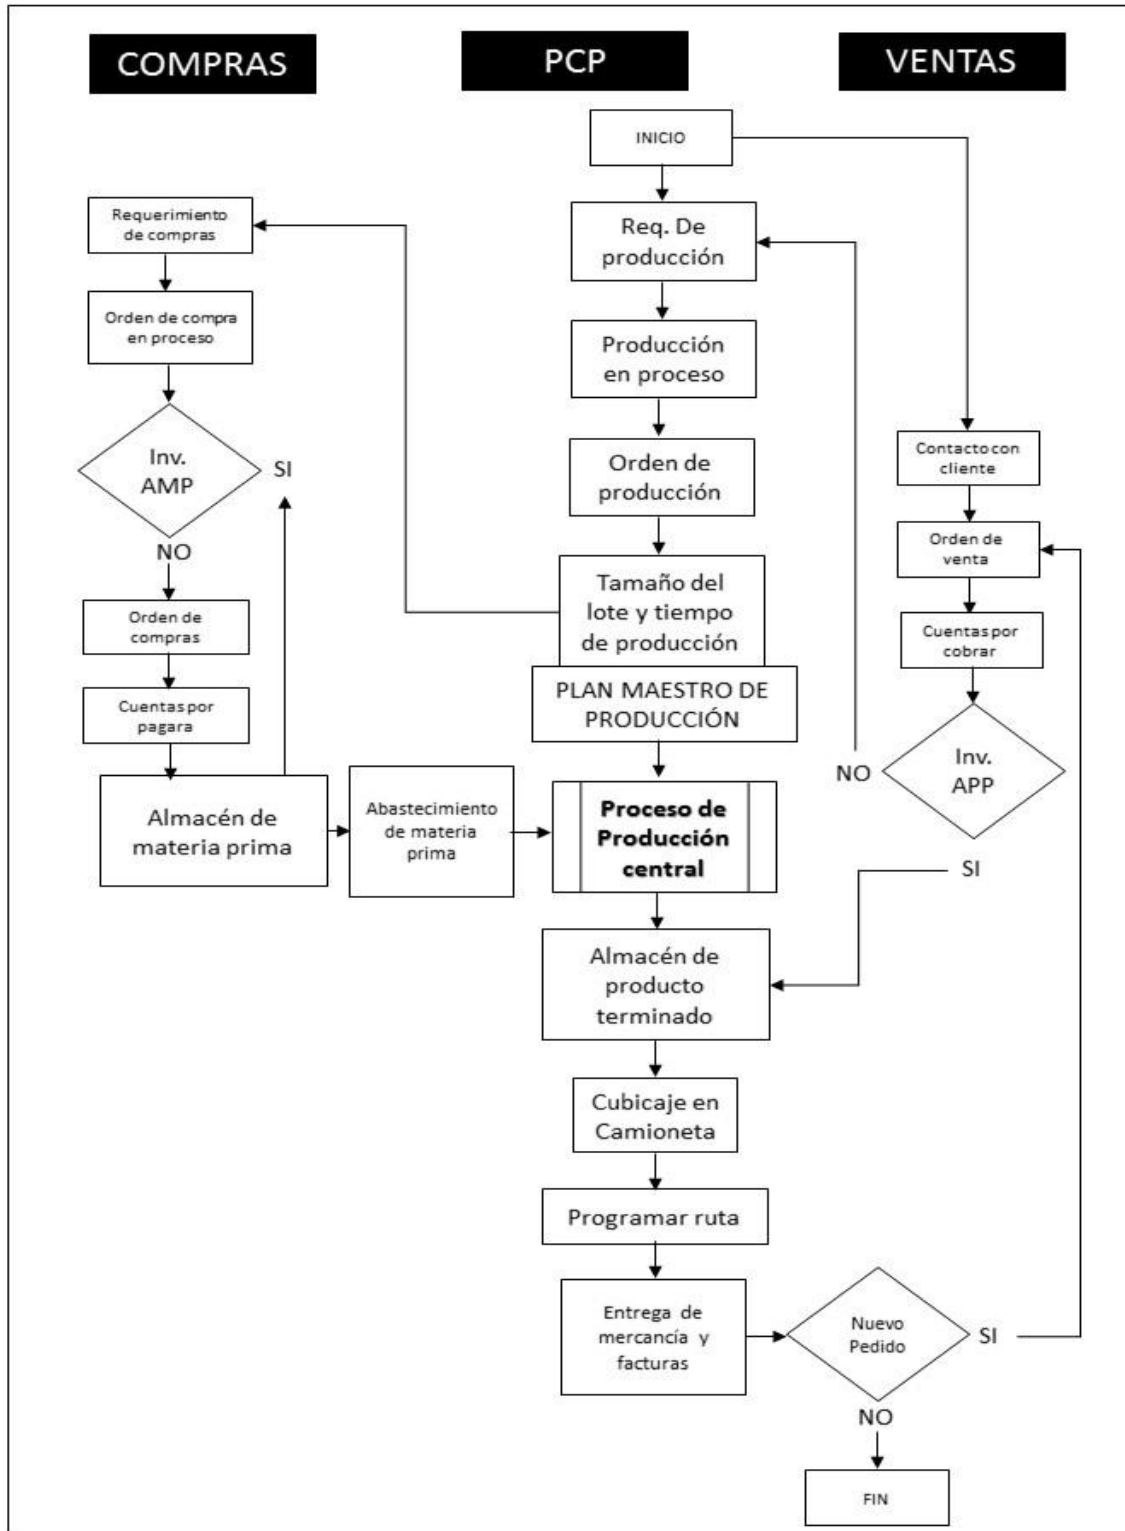 COMPRAS
PCP
VENTAS
INICIO
Requerimiento
de compras
Req. De
producción
Orden de compra
en proceso
Producción
en proceso
Inv.
AMP
SI
NO
Orden de
producción
Contacto con
cliente
Orden de
venta
Tamaño del
lote y tiempo
de producción
Orden de
compras
Cuentas por
cobrar
PLAN MAESTRO DE
PRODUCCIÓN
Cuentas por
pagara
Inv.
APP
NO
SI
Almacén de
materia prima
Abastecimiento
de materia
prima
Proceso de
Producción
central
Almacén de
producto
terminado
Cubicaje en
Camioneta
Programar ruta
Entrega de
mercancía y
facturas
Nuevo
Pedido
SI
NO
FIN